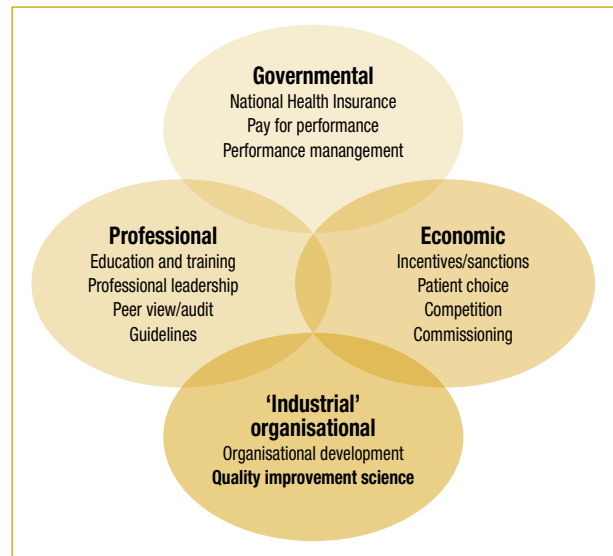 Governmental
National Health Insurance
Pay for performance
Performance manangement
Professional
Education and training
Professional leadership
Peer view/audit
Guidelines
Economic
Incentives/sanctions
Patient choice
Competition
Commissioning
‘Industrial’
organisational
Organisational development
Quality improvement science